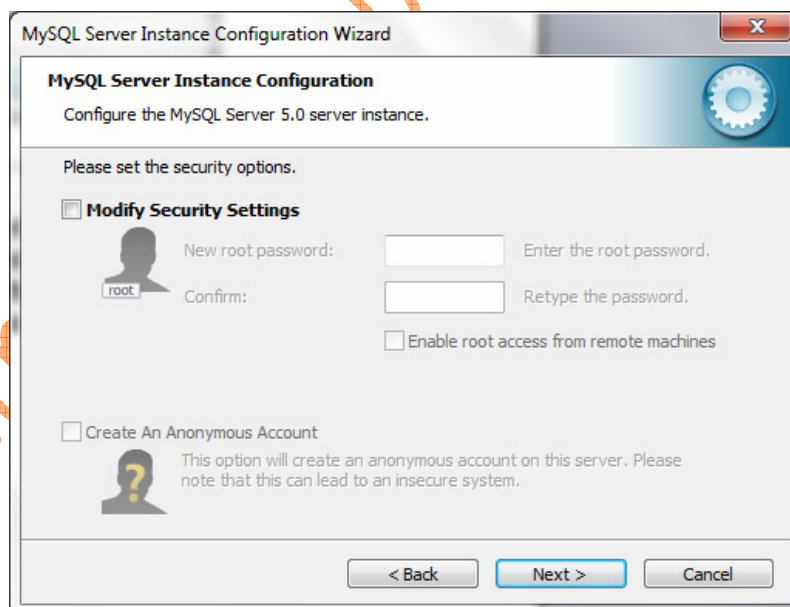 MySQL Server Instance Configuration Wizard
x
MySQL Server Instance Configuration
Configure the MySQL Server 5.0 server instance.
Please set the security options.
Modify Security Settings
New root password: Enter the root password.
root
Confirm: Retype the password.
Enable root access from remote machines
Create An Anonymous Account
?
This option will create an anonymous account on this server. Please
note that this can lead to an insecure system.
< Back Next > Cancel